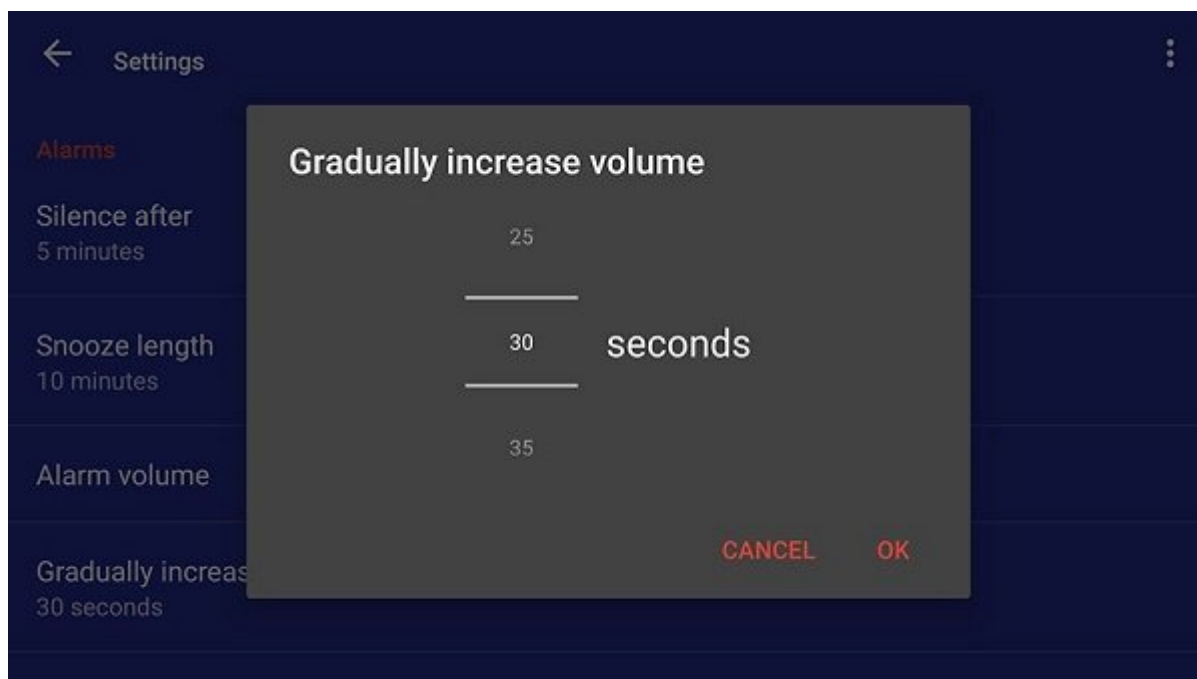 Settings
Alarms
Silence after
5 minutes
Snooze length
10 minutes
Alarm volume
Gradually increas
30 seconds
Gradually increase volume
25
30 seconds
35
CANCEL OK